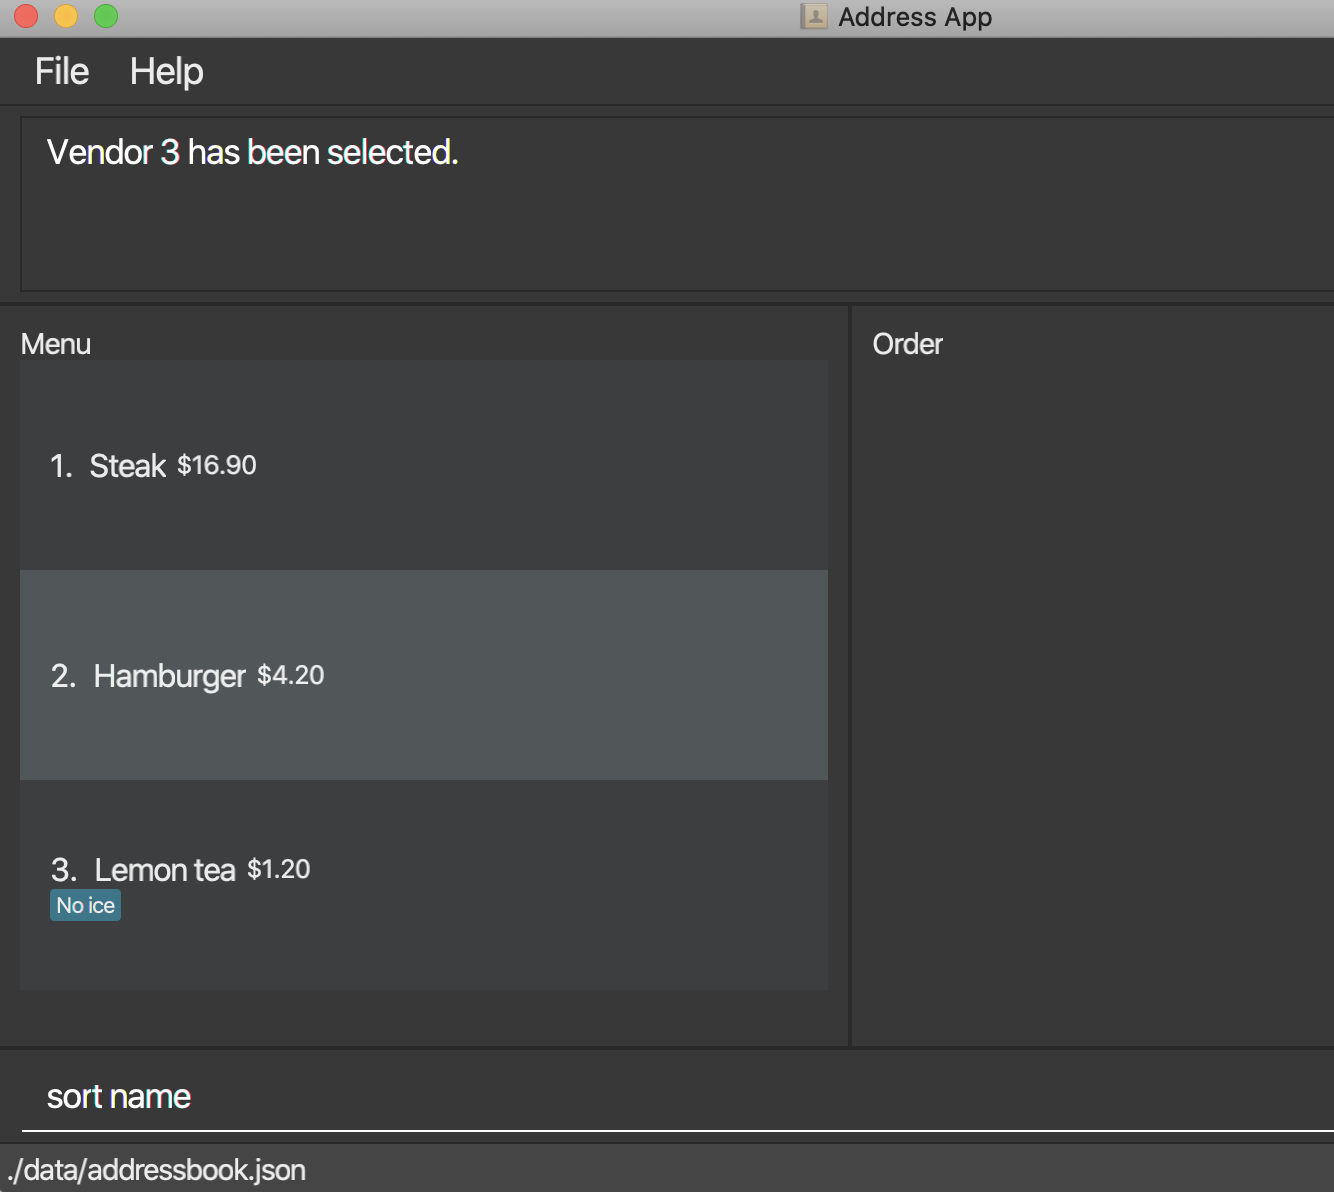 Address App
File Help
Vendor 3 has been selected.
Menu
Order
1. Steak $16.90
2. Hamburger $4.20
3. Lemon tea $1.20
No ice
sort name
./data/addressbook.json